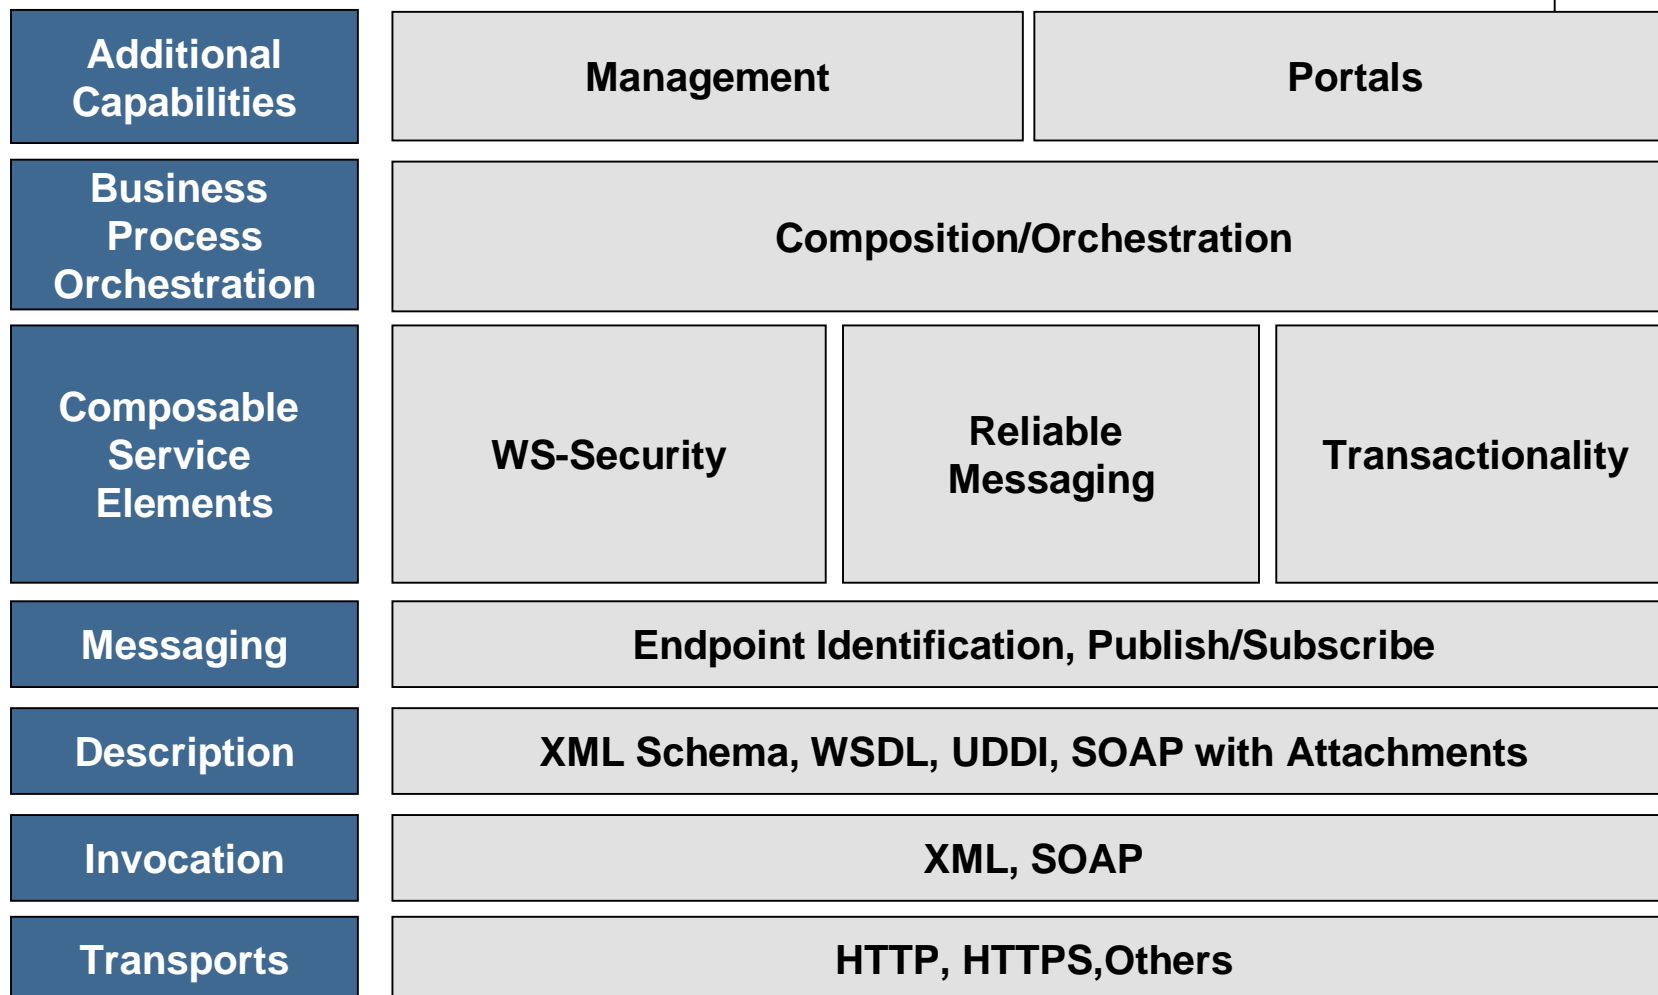 Additional
Capabilities
Management
Portals
Business
Process
Orchestration
Composition/Orchestration
Composable
Service
Elements
WS-Security
Reliable
Messaging
Transactionality
Messaging
Endpoint Identification, Publish/Subscribe
Description
XML Schema, WSDL, UDDI, SOAP with Attachments
Invocation
XML, SOAP
Transports
HTTP, HTTPS,Others